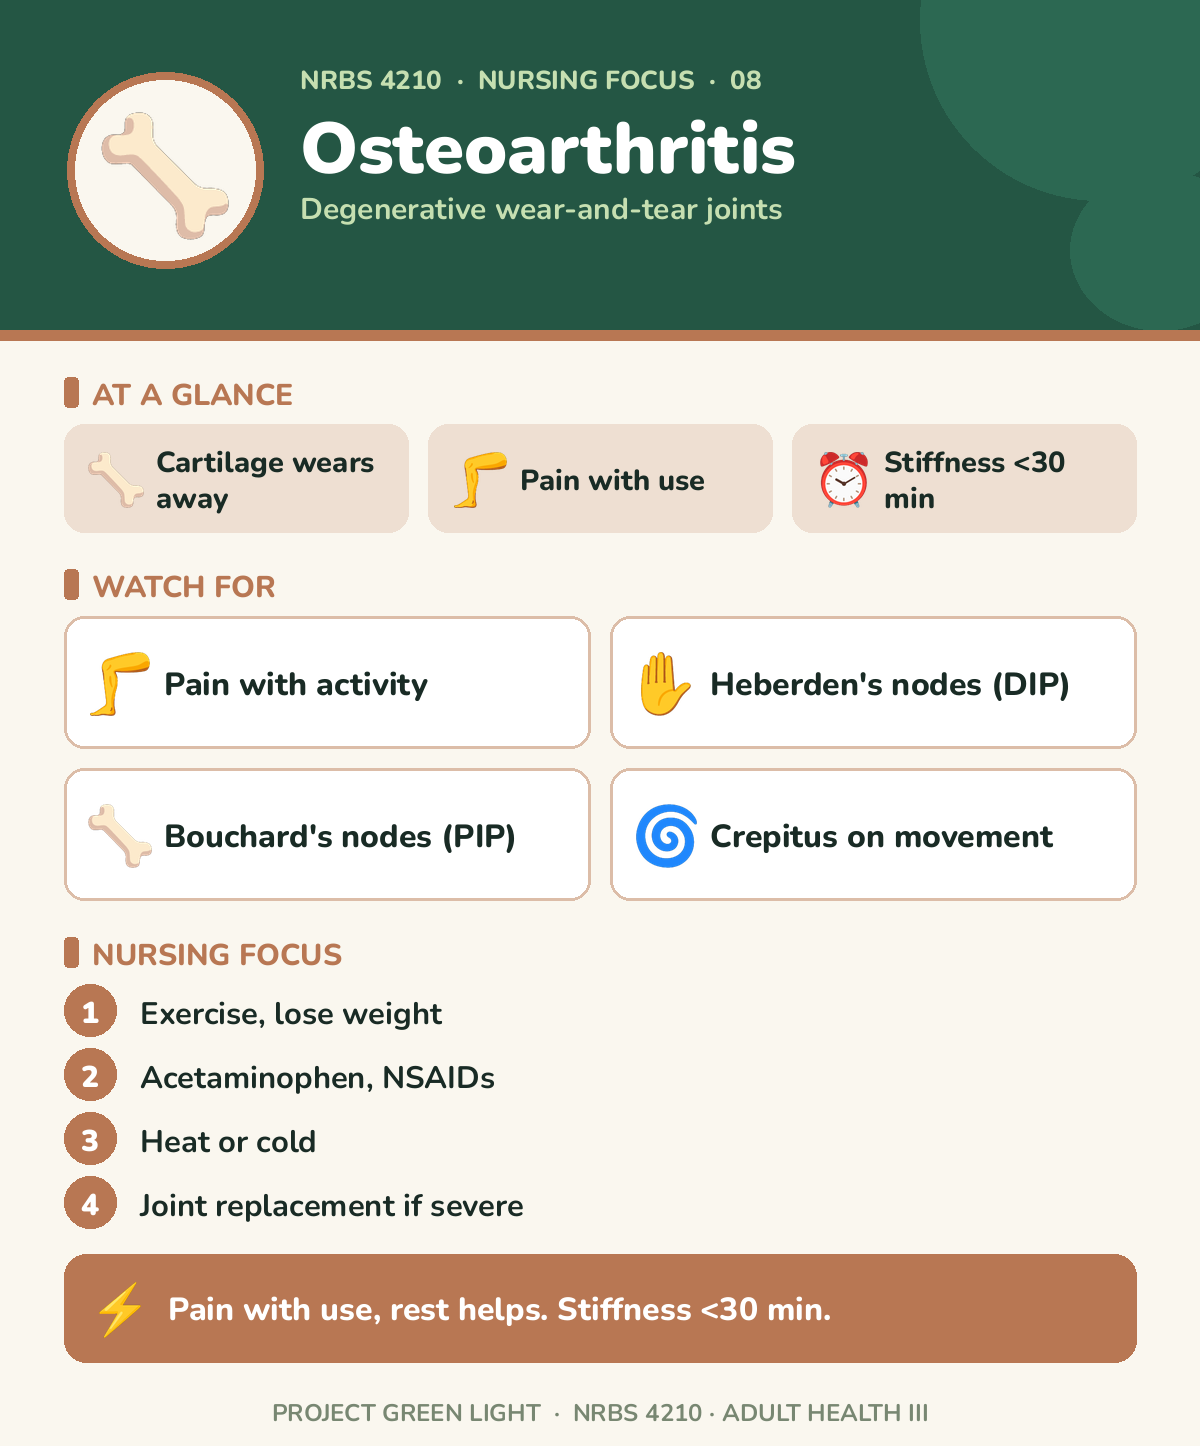 NRBS 4210 · NURSING FOCUS · 08
Osteoarthritis
Degenerative wear-and-tear joints
AT A GLANCE
Cartilage wears
away
Pain with use
Stiffness <30
min
WATCH FOR
Pain with activity
Heberden's nodes (DIP)
Bouchard's nodes (PIP)
Crepitus on movement
NURSING FOCUS
1 Exercise, lose weight
2 Acetaminophen, NSAIDs
3 Heat or cold
4 Joint replacement if severe
Pain with use, rest helps. Stiffness <30 min.
PROJECT GREEN LIGHT · NRBS 4210 · ADULT HEALTH III